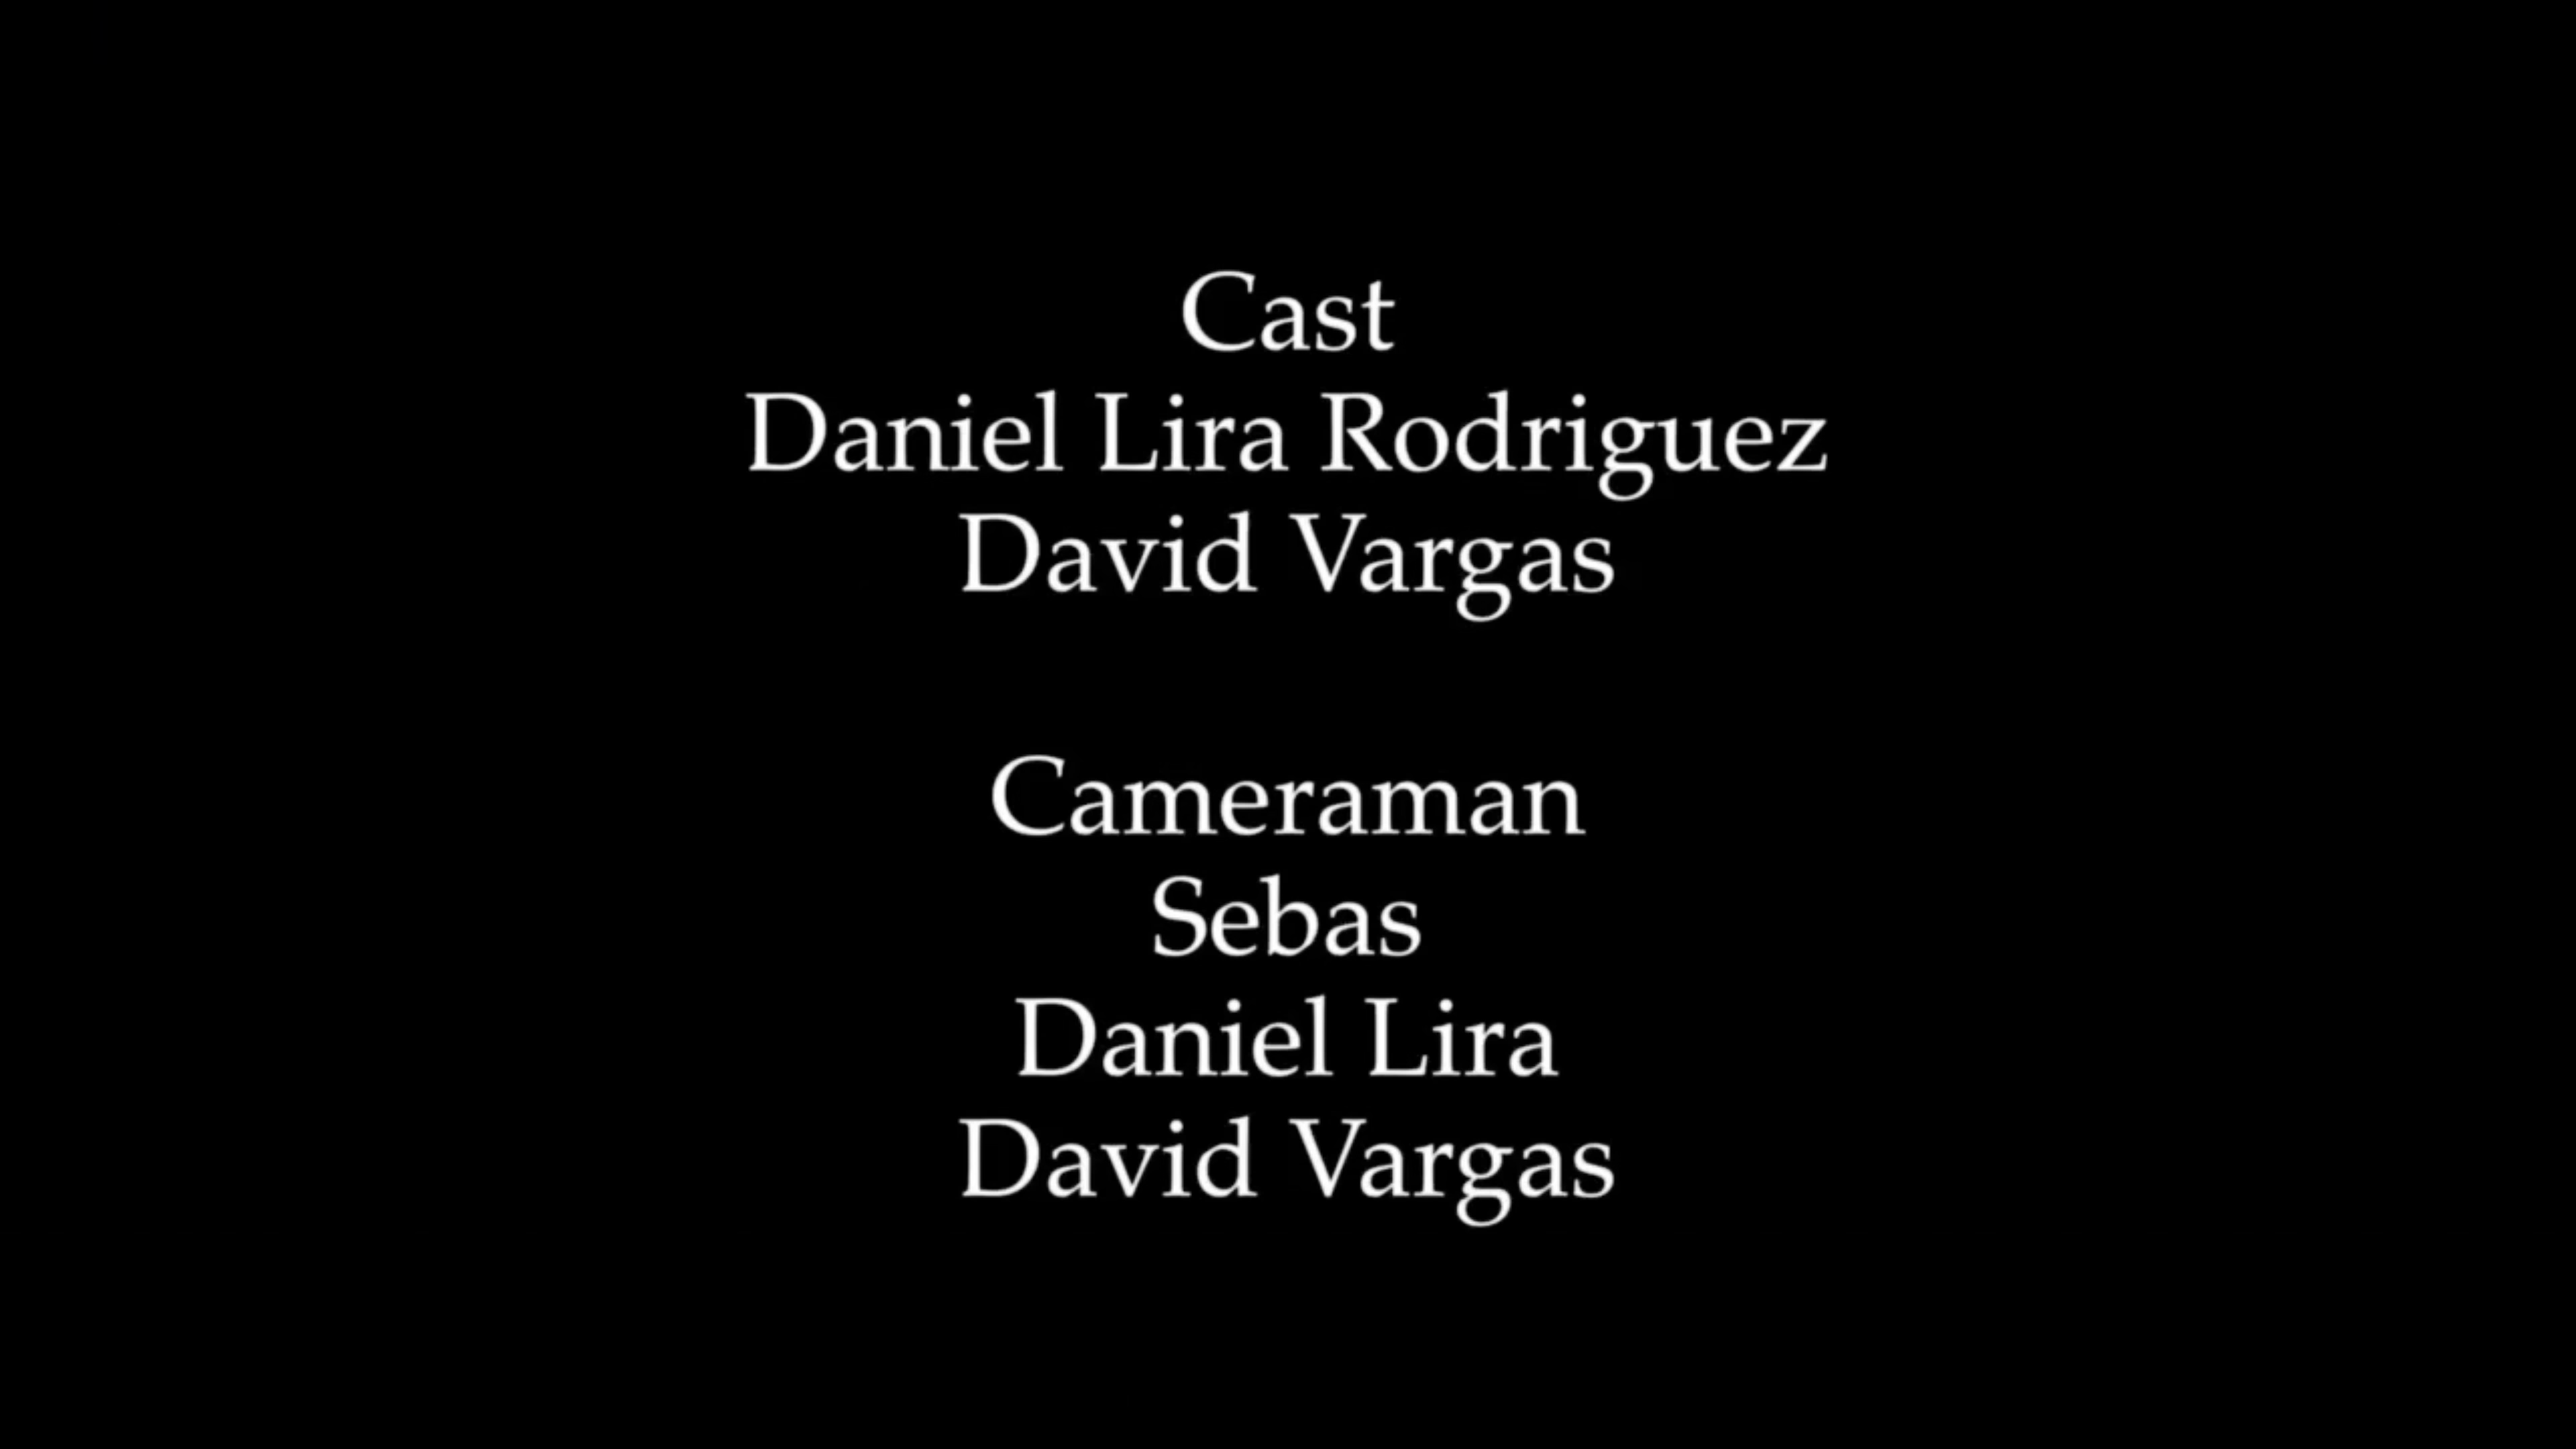 Cast
Daniel Lira Rodriguez
David Vargas
Cameraman
Sebas
Daniel Lira
David Vargas